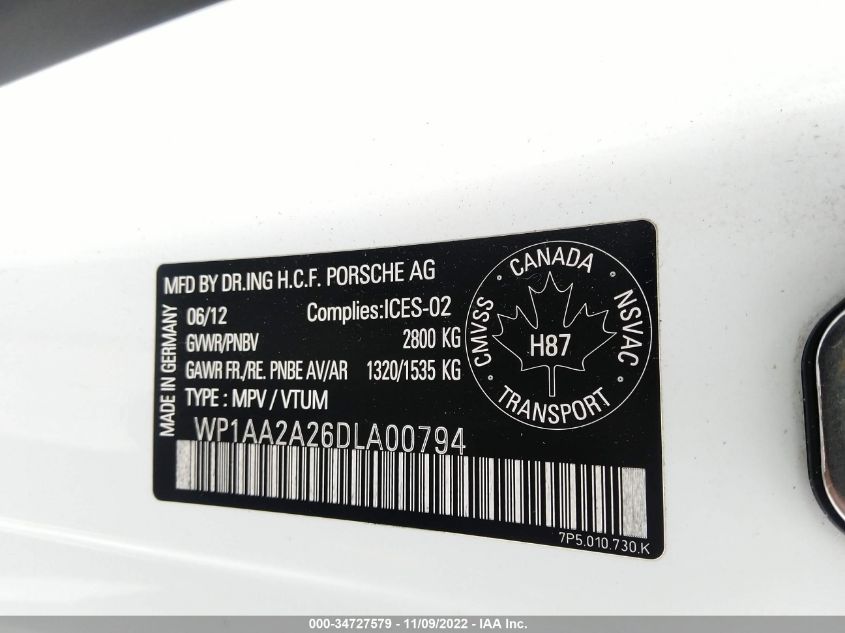 MFD BY DR.ING H.C.F. PORSCHE AG
06/12 Complies:ICES-02
GVWR/PNBV 2800 KG
GAWR FR./RE. PNBE AV/AR 1320/1535 KG
TYPE : MPV / VTUM
WP1AA2A26DLA00794
MADE IN GERMANY
CANADA
CMVSS
NSVAC
H87
TRANSPORT
7P5.010.730.K
000-34727579 - 11/09/2022 - IAA Inc.